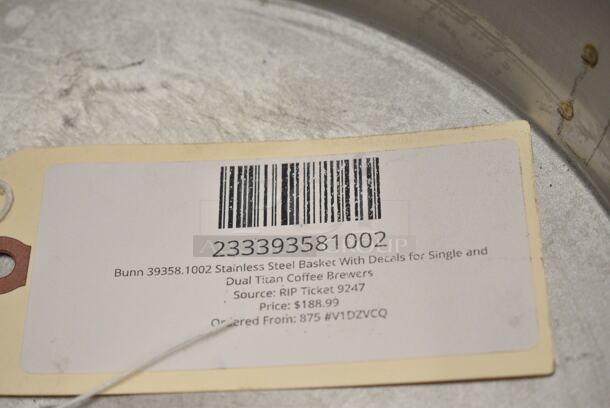 233393581002
Bunn 39358.1002 Stainless Steel Basket With Decals for Single and
Dual Titan Coffee Brewers
Source: RIP Ticket 9247
Price: $188.99
Ordered From: 875 #V1DZVCQ